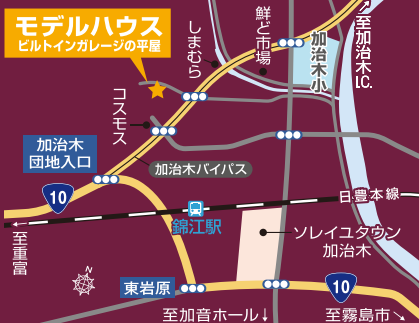 モデルハウス
ビルトインガレージの平屋
しまむら
鮮ど市場
加治木小
至加治木I.C.
コスモス
加治木
団地入口
加治木バイパス
10
日豊本線
錦江駅
至重富
ソレイユタウン
加治木
N
東岩原
10
至加音ホール↓
至霧島市